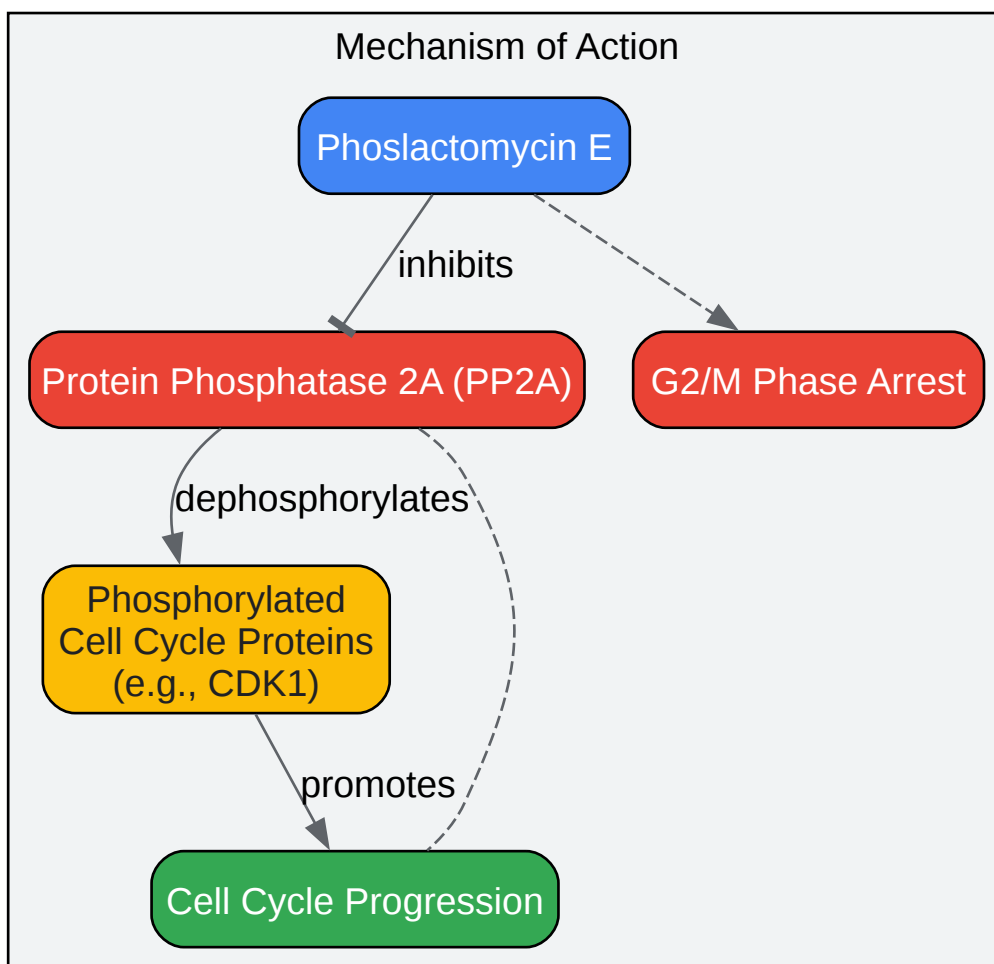 Mechanism of Action
Phoslactomycin E
inhibits
Protein Phosphatase 2A (PP2A)
G2/M Phase Arrest
dephosphorylates
Phosphorylated
Cell Cycle Proteins
(e.g., CDK1)
promotes
Cell Cycle Progression